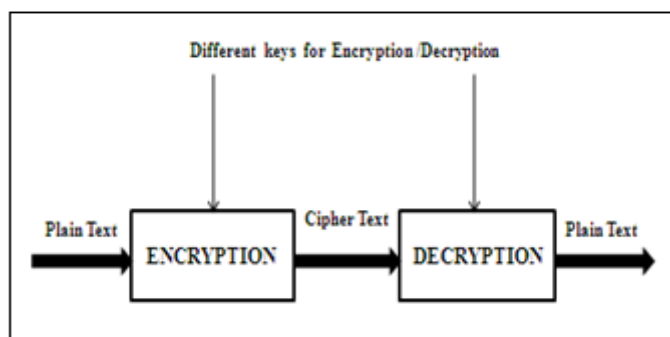 Different keys for Encryption/Decryption
Plain Text
Cipher Text
Plain Text
ENCRYPTION
DECRYPTION